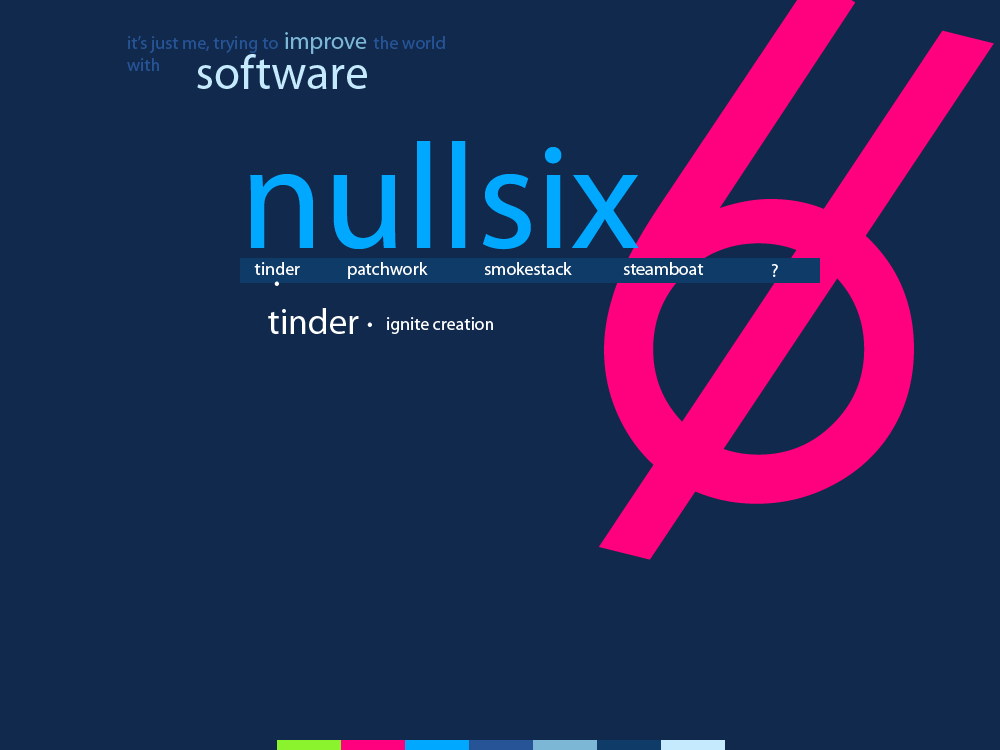 it's just me, trying to improve the world
with software
nullsix
tinder patchwork smokestack steamboat ?
tinder • ignite creation